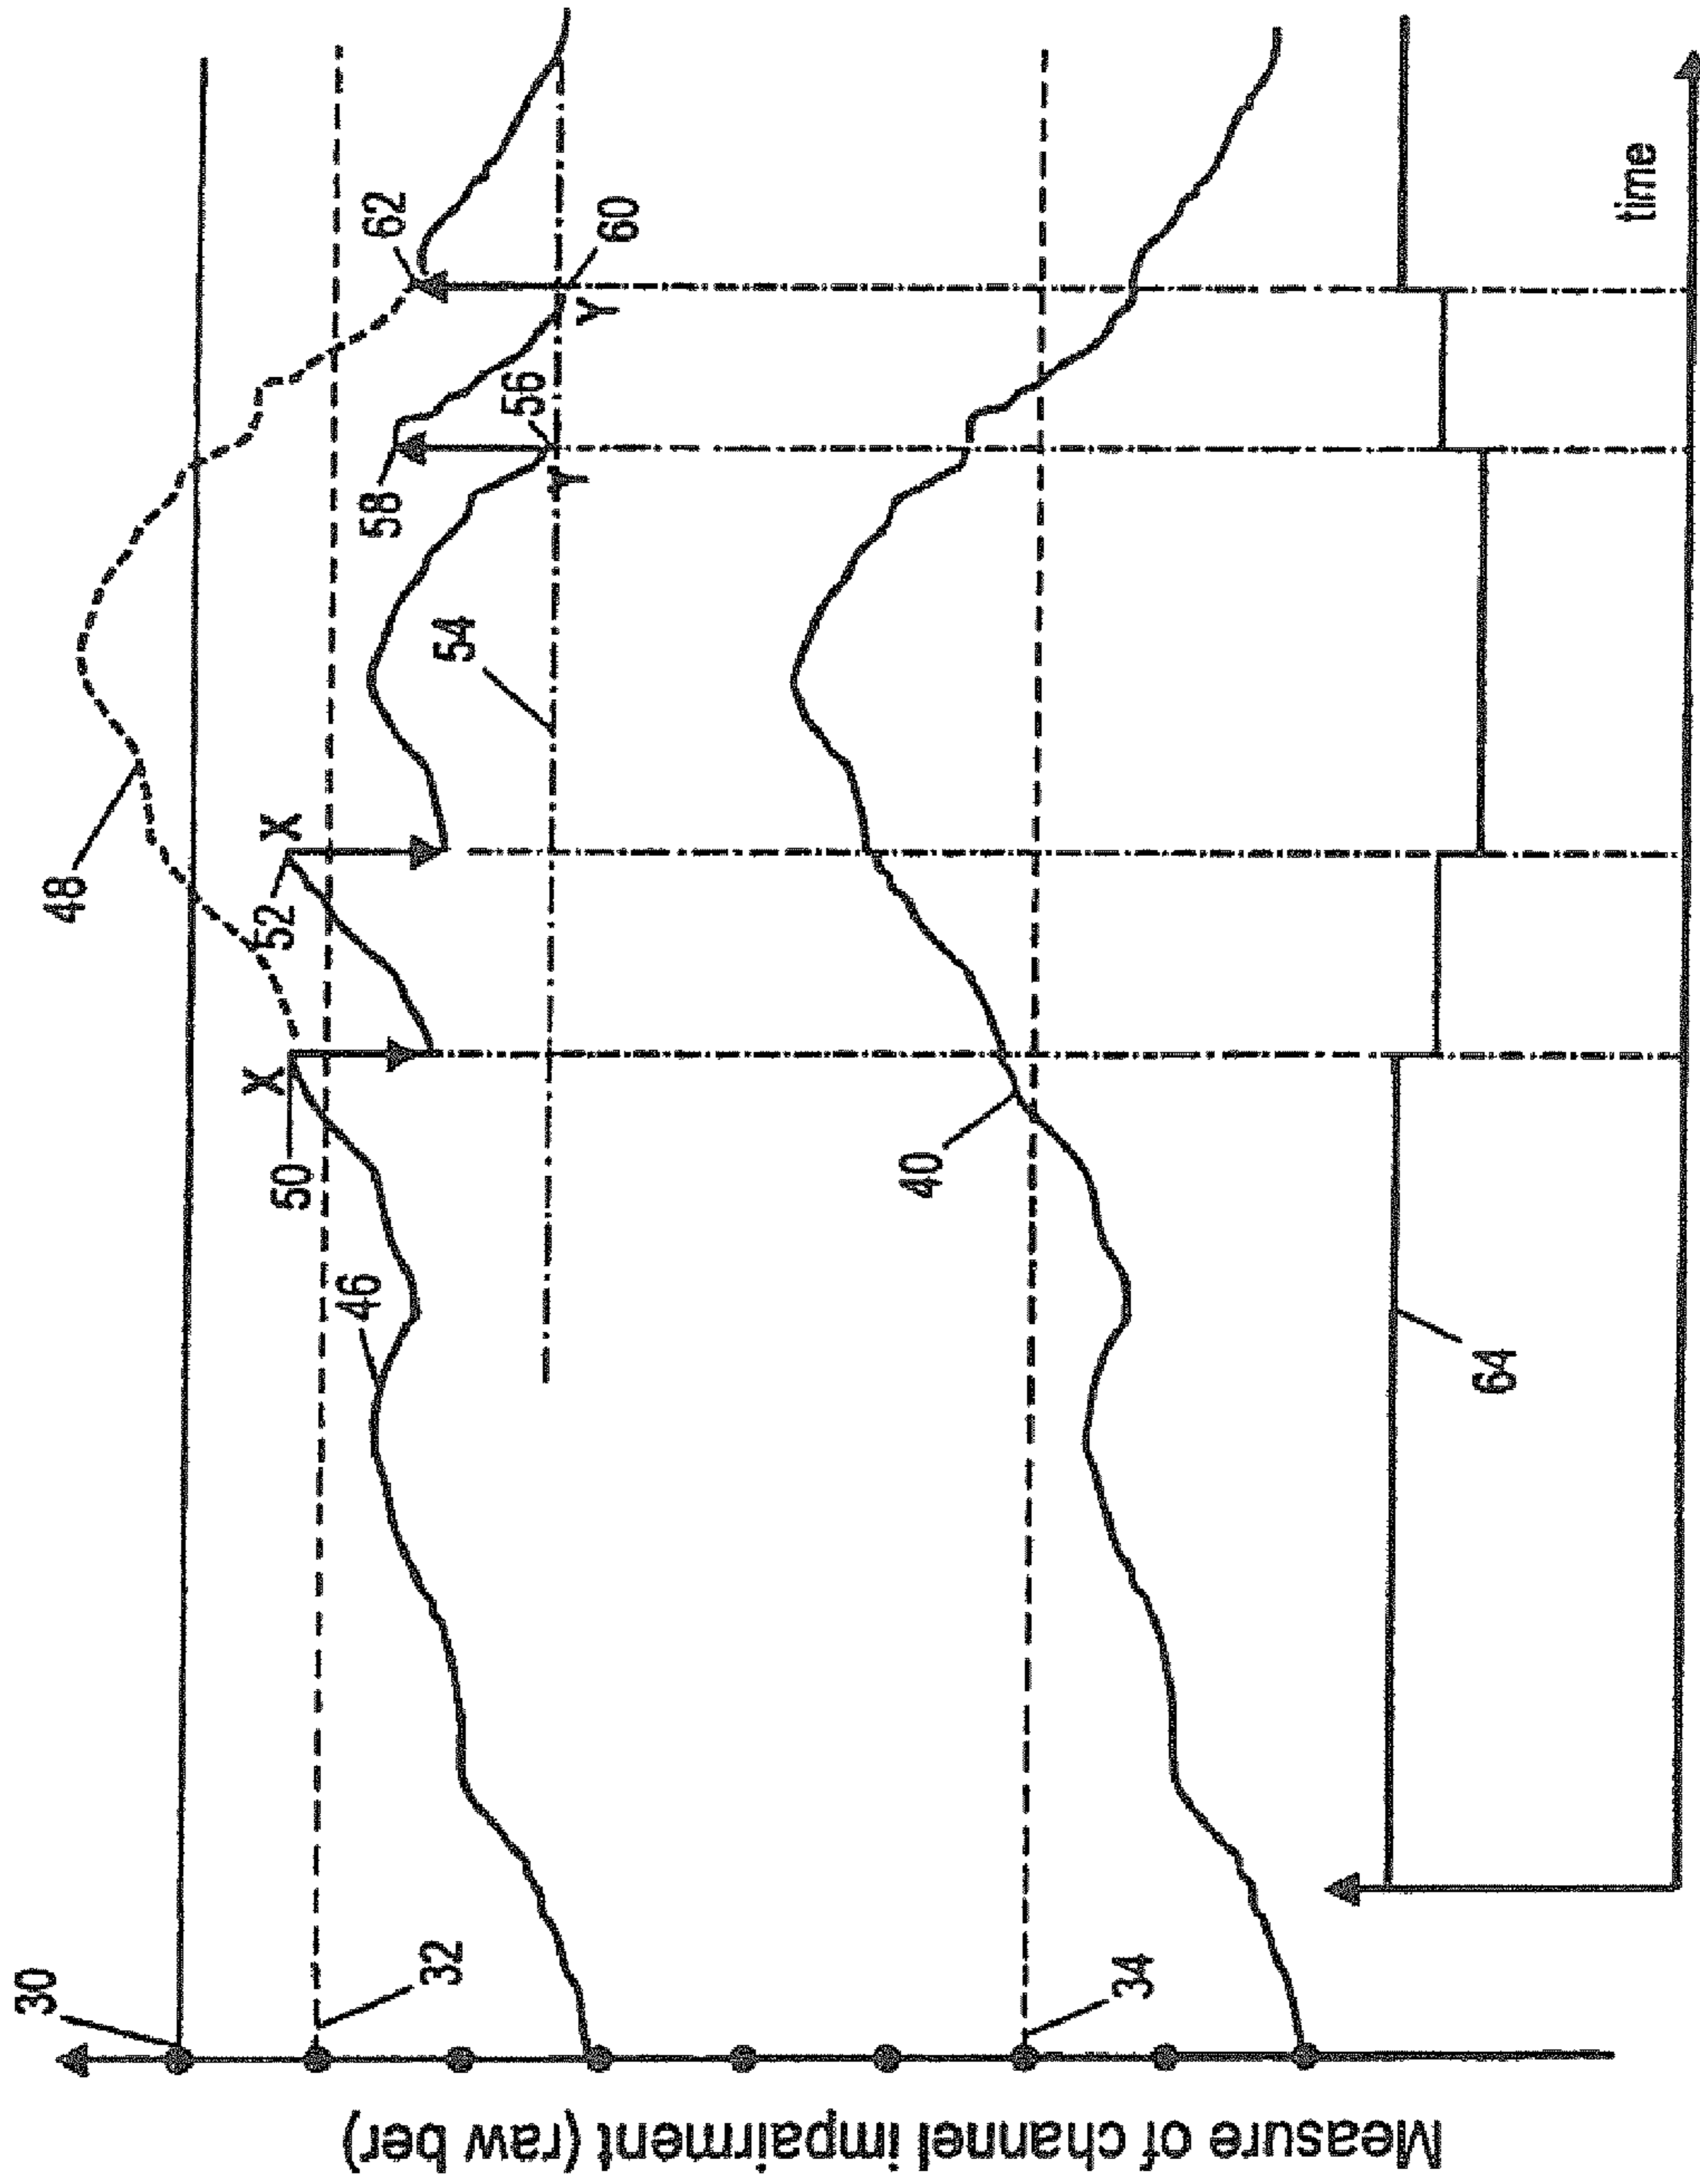 30
48
X
52
X
50
32
46
54
58
56
Y
62
Y
60
40
34
64
time
Measure of channel impairment (raw ber)